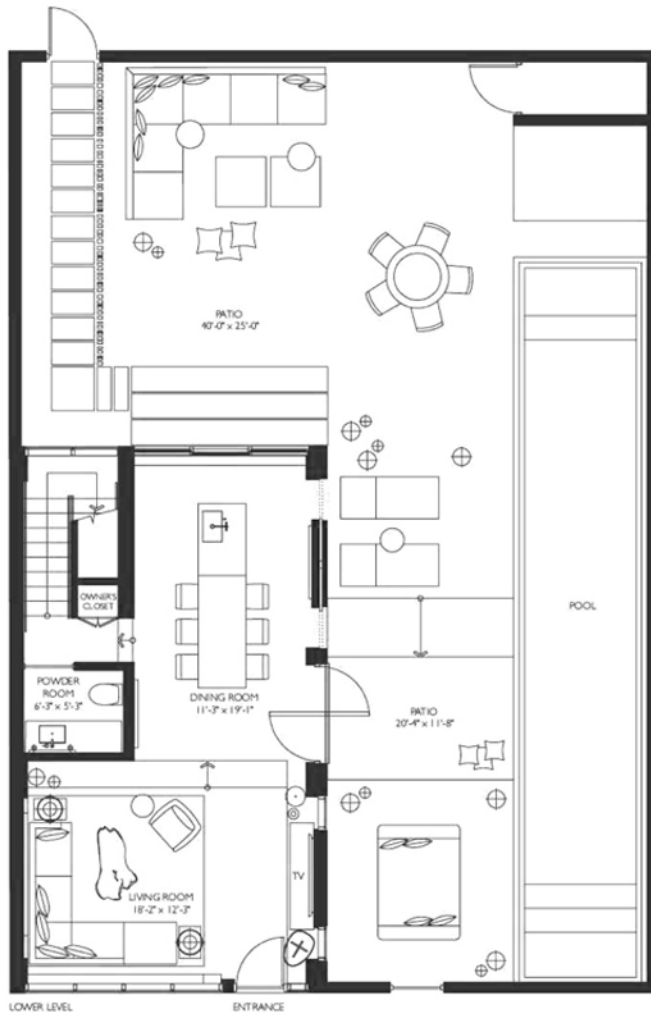 PATIO
40'-0" x 25'-0"
OWNER'S
CLOSET
POOL
POWDER
ROOM
6'-3" x 5'-3"
DINING ROOM
11'-3" x 19'-1"
PATIO
20'-4" x 11'-8"
TV
LIVING ROOM
18'-2" x 12'-3"
LOWER LEVEL
ENTRANCE